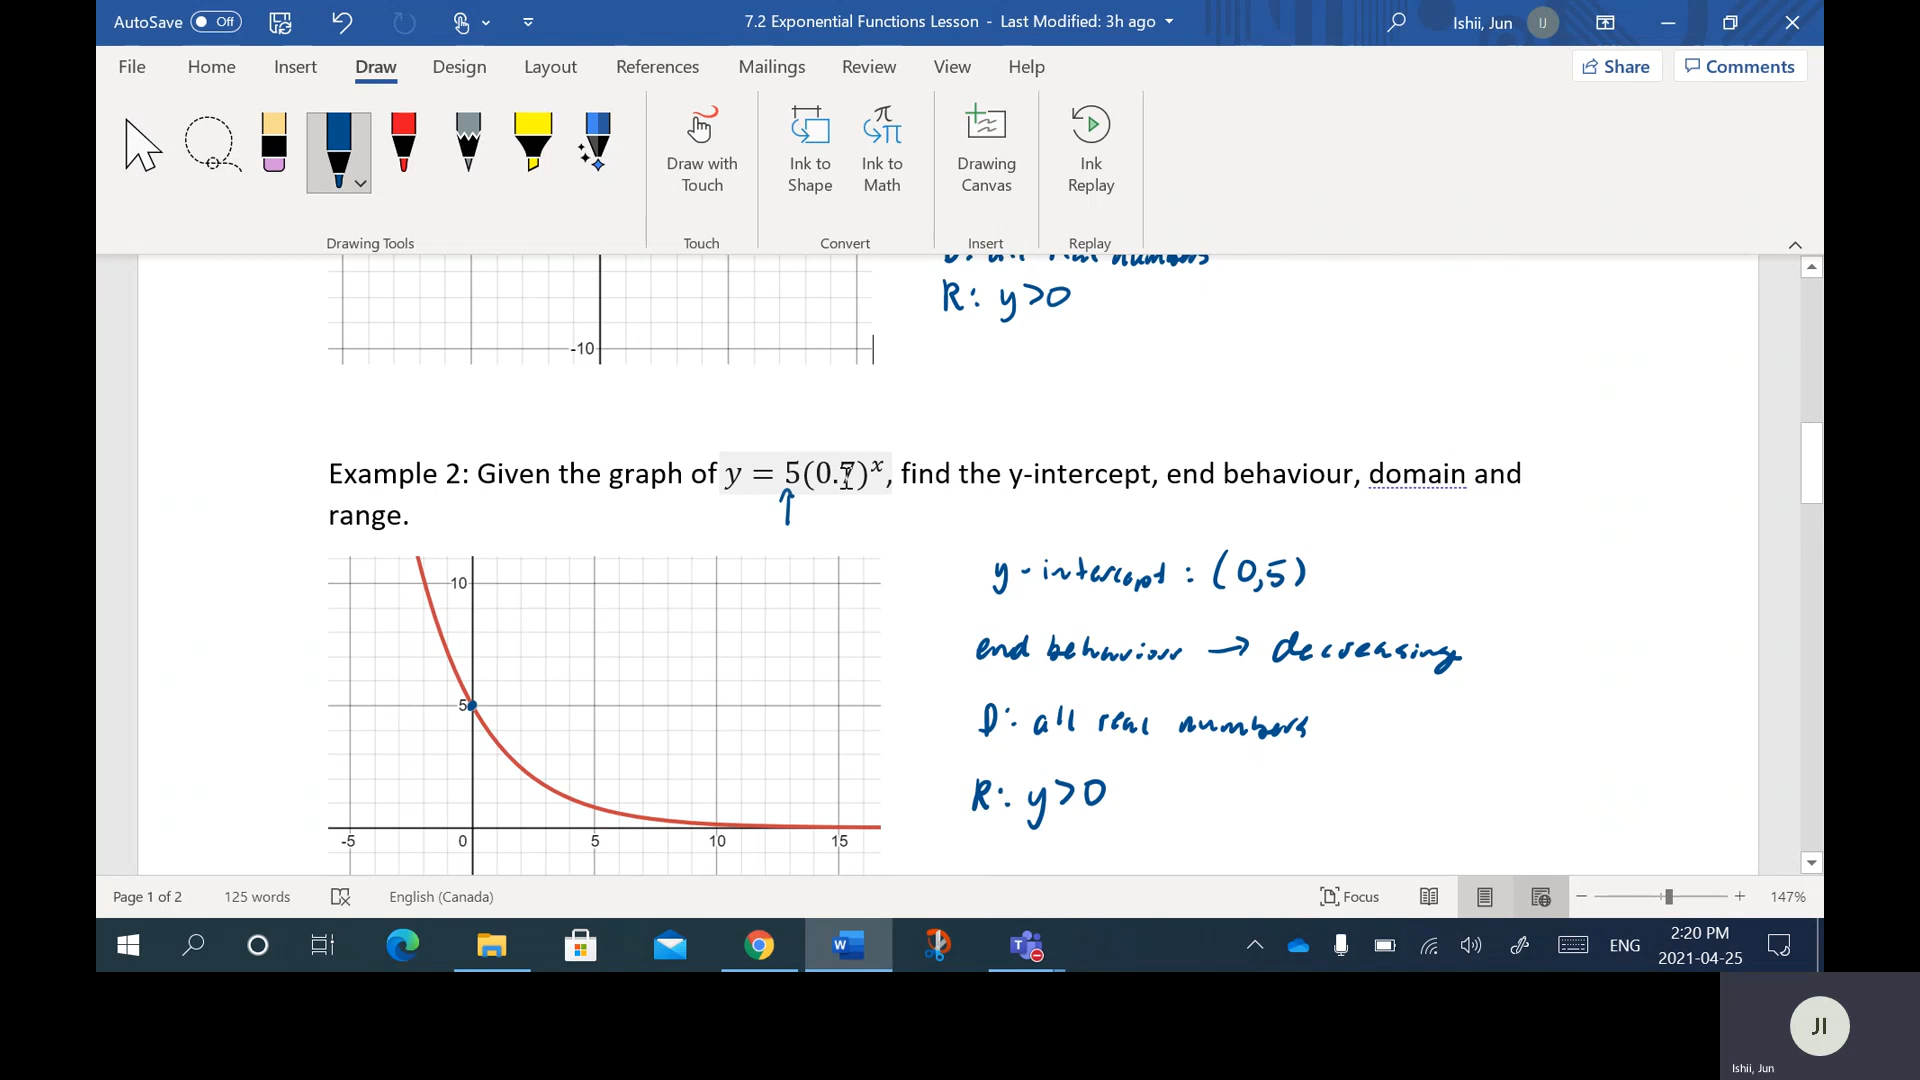 AutoSave Off 7.2 Exponential Functions Lesson - Last Modified: 3h ago Ishii, Jun IJ
File Home Insert Draw Design Layout References Mailings Review View Help Share Comments
Draw with Touch
Ink to Shape
Ink to Math
Drawing Canvas
Ink Replay
Drawing Tools Touch Convert Insert Replay
D: all real numbers
R: y>0
-10
Example 2: Given the graph of y = 5(0.7)^x, find the y-intercept, end behaviour, domain and
range.
↑
10
5
-5 0 5 10 15
y-intercept : (0,5)
end behaviour → decreasing
D: all real numbers
R: y>0
Page 1 of 2 125 words English (Canada) Focus 147%
ENG 2:20 PM
2021-04-25
JI
Ishii, Jun